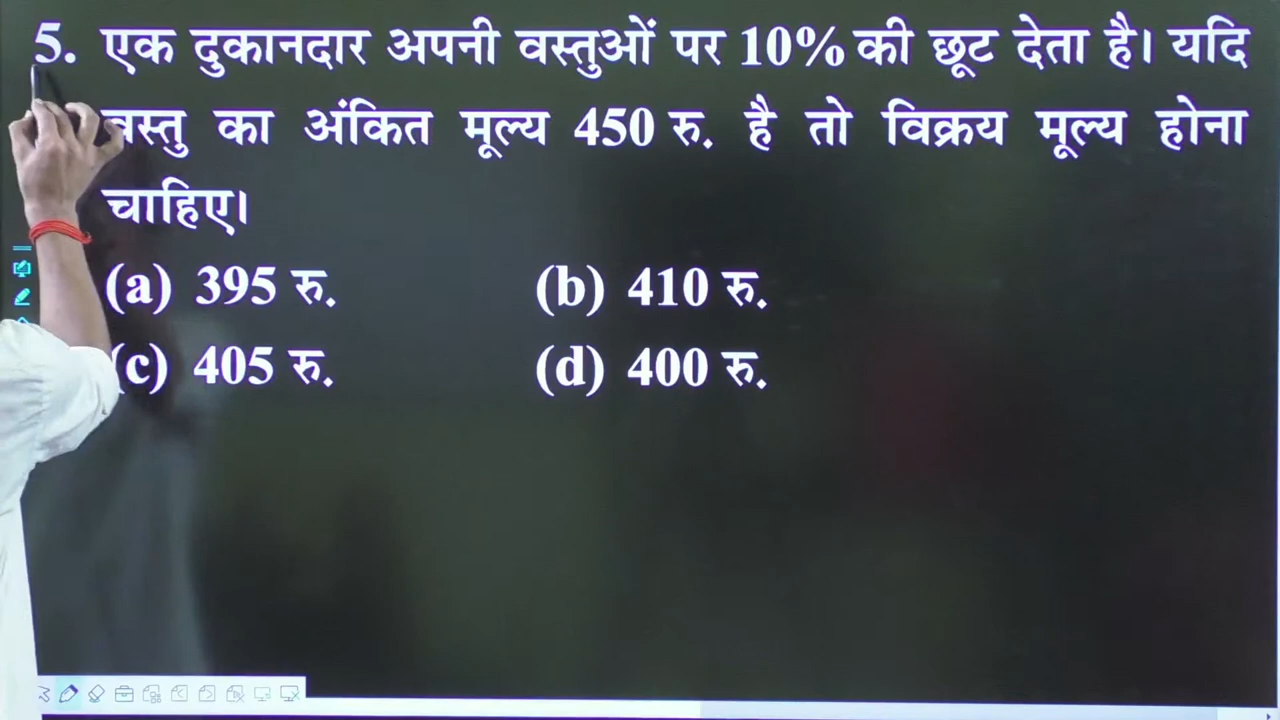 5. एक दुकानदार अपनी वस्तुओं पर 10% की छूट देता है। यदि
वस्तु का अंकित मूल्य 450 रु. है तो विक्रय मूल्य होना
चाहिए।
(a) 395 रु. (b) 410 रु.
(c) 405 रु. (d) 400 रु.